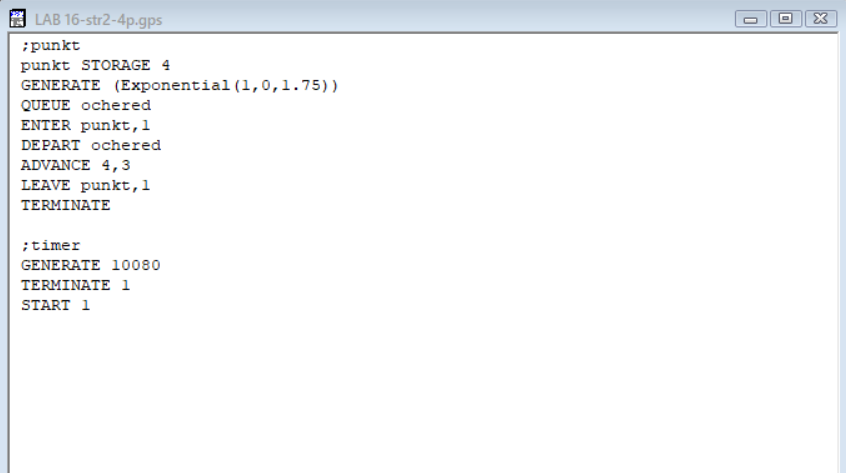 LAB 16-str2-4p.gps
;punkt
punkt STORAGE 4
GENERATE (Exponential(1,0,1.75))
QUEUE ochered
ENTER punkt,1
DEPART ochered
ADVANCE 4,3
LEAVE punkt,1
TERMINATE
;timer
GENERATE 10080
TERMINATE 1
START 1